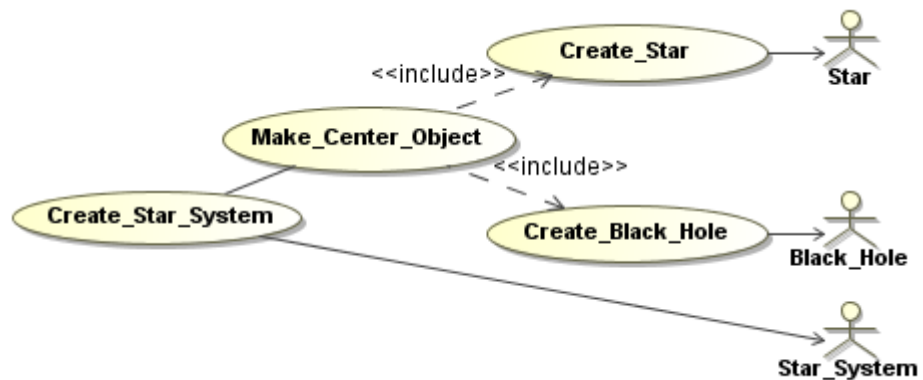 Create_Star
Star
<<include>>
Make_Center_Object
<<include>>
Create_Star_System
Create_Black_Hole
Black_Hole
Star_System